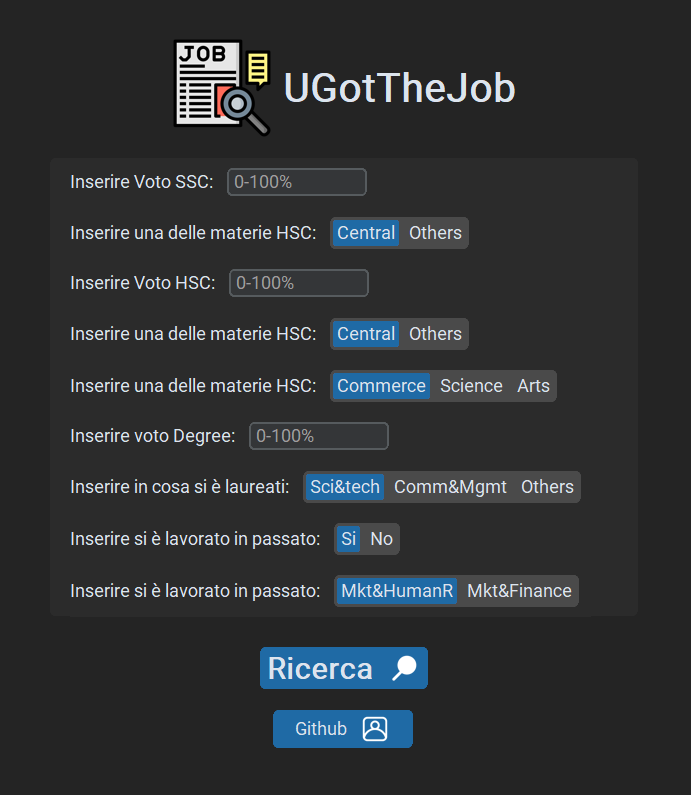 JOB
UGotTheJob
Inserire Voto SSC: 0-100%
Inserire una delle materie HSC: Central Others
Inserire Voto HSC: 0-100%
Inserire una delle materie HSC: Central Others
Inserire una delle materie HSC: Commerce Science Arts
Inserire voto Degree: 0-100%
Inserire in cosa si è laureati: Sci&tech Comm&Mgmt Others
Inserire si è lavorato in passato: Si No
Inserire si è lavorato in passato: Mkt&HumanR Mkt&Finance
Ricerca
Github